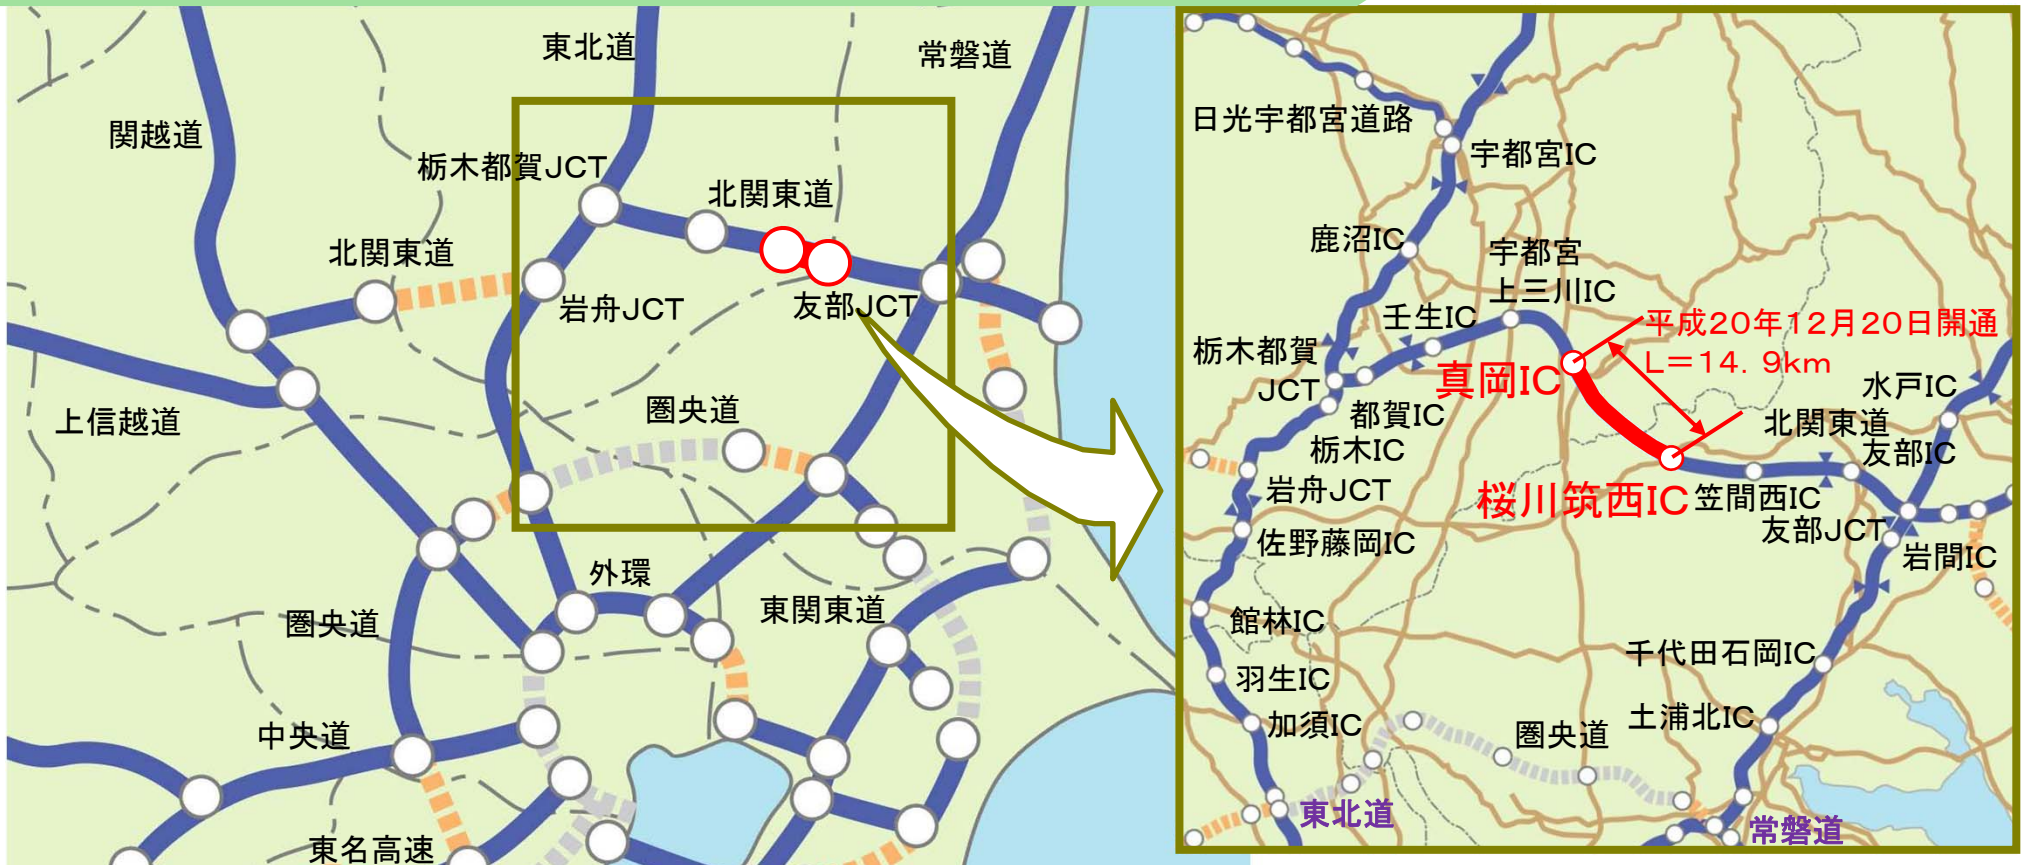 東北道
常磐道
関越道
栃木都賀JCT
北関東道
北関東道
岩舟JCT
友部JCT
上信越道
圏央道
外環
東関東道
圏央道
中央道
東名高速
日光宇都宮道路
宇都宮IC
鹿沼IC
宇都宮
上三川IC
壬生IC
平成20年12月20日開通
L=14.9km
栃木都賀
JCT
真岡IC
水戸IC
都賀IC
北関東道
栃木IC
友部IC
岩舟JCT
桜川筑西IC
笠間西IC
佐野藤岡IC
友部JCT
岩間IC
館林IC
千代田石岡IC
羽生IC
加須IC
土浦北IC
圏央道
東北道
常磐道